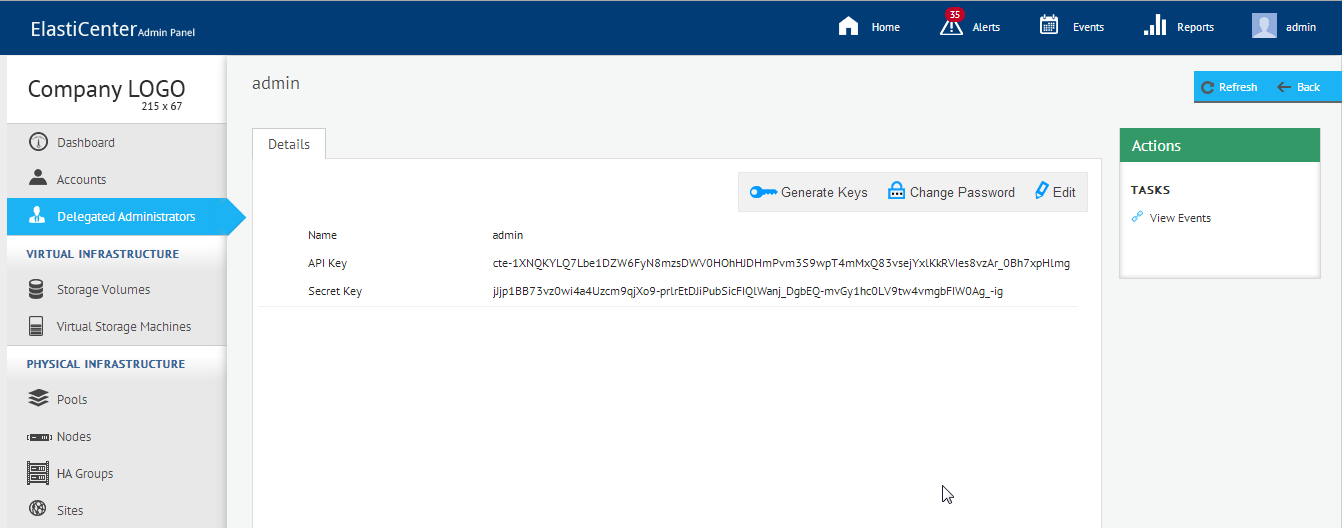 ElastiCenter Admin Panel
Home
35
Alerts
Events
Reports
admin
Company LOGO
215 x 67
Dashboard
Accounts
Delegated Administrators
VIRTUAL INFRASTRUCTURE
Storage Volumes
Virtual Storage Machines
PHYSICAL INFRASTRUCTURE
Pools
Nodes
HA Groups
Sites
admin
Refresh
Back
Details
Generate Keys
Change Password
Edit
Name admin
API Key cte-1XNQKYLQ7Lbe1DZW6FyN8mzsDWV0HOhHJDHmPvm3S9wpT4mMxQ83vsejYxlKkRVIes8vzAr_0Bh7xpHlmg
Secret Key jJjp1BB73vz0wi4a4Uzcm9qjXo9-prlrEtDJiPubSicFIQlWanj_DgbEQ-mvGy1hc0LV9tw4vmgbFIW0Ag_-ig
Actions
TASKS
View Events